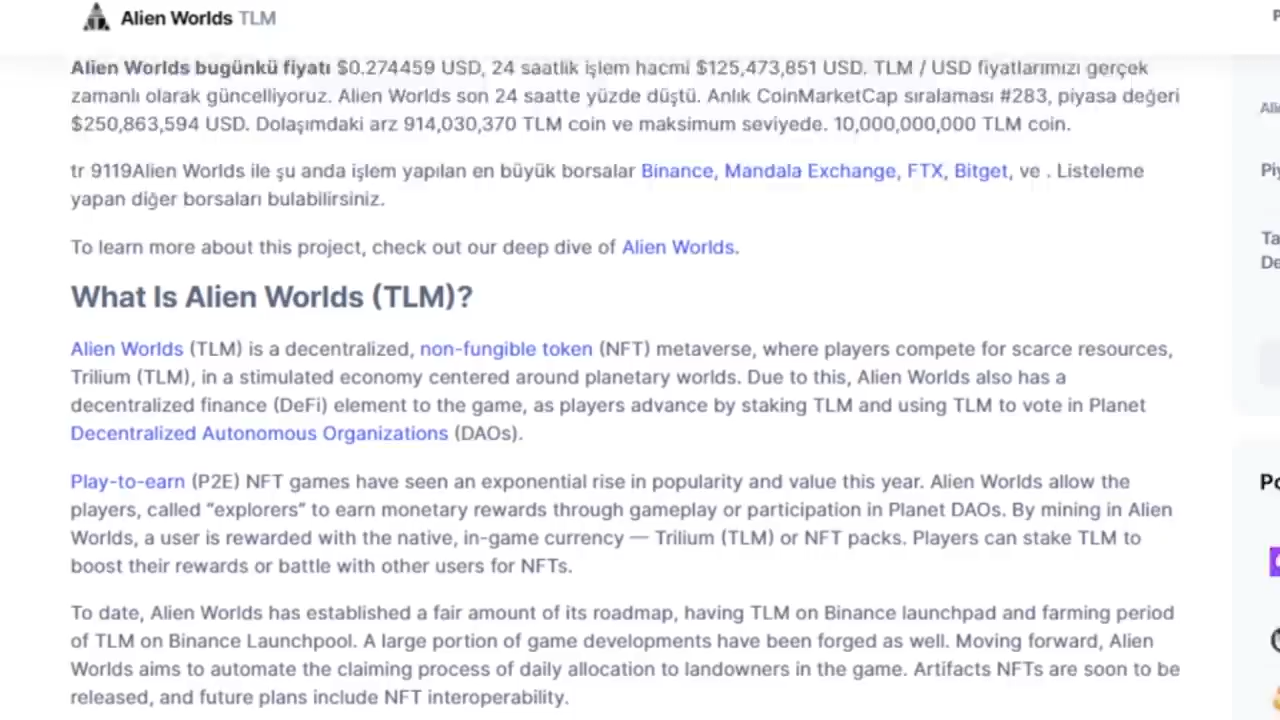 Alien Worlds TLM
Alien Worlds bugünkü fiyatı $0.274459 USD, 24 saatlik işlem hacmi $125,473,851 USD. TLM / USD fiyatlarımızı gerçek
zamanlı olarak güncelliyoruz. Alien Worlds son 24 saatte yüzde düştü. Anlık CoinMarketCap sıralaması #283, piyasa değeri
$250,863,594 USD. Dolaşımdaki arz 914,030,370 TLM coin ve maksimum seviyede. 10,000,000,000 TLM coin.
tr 9119Alien Worlds ile şu anda işlem yapılan en büyük borsalar Binance, Mandala Exchange, FTX, Bitget, ve . Listeleme
yapan diğer borsaları bulabilirsiniz.
To learn more about this project, check out our deep dive of Alien Worlds.
What Is Alien Worlds (TLM)?
Alien Worlds (TLM) is a decentralized, non-fungible token (NFT) metaverse, where players compete for scarce resources,
Trilium (TLM), in a stimulated economy centered around planetary worlds. Due to this, Alien Worlds also has a
decentralized finance (DeFi) element to the game, as players advance by staking TLM and using TLM to vote in Planet
Decentralized Autonomous Organizations (DAOs).
Play-to-earn (P2E) NFT games have seen an exponential rise in popularity and value this year. Alien Worlds allow the
players, called “explorers” to earn monetary rewards through gameplay or participation in Planet DAOs. By mining in Alien
Worlds, a user is rewarded with the native, in-game currency — Trilium (TLM) or NFT packs. Players can stake TLM to
boost their rewards or battle with other users for NFTs.
To date, Alien Worlds has established a fair amount of its roadmap, having TLM on Binance launchpad and farming period
of TLM on Binance Launchpool. A large portion of game developments have been forged as well. Moving forward, Alien
Worlds aims to automate the claiming process of daily allocation to landowners in the game. Artifacts NFTs are soon to be
released, and future plans include NFT interoperability.